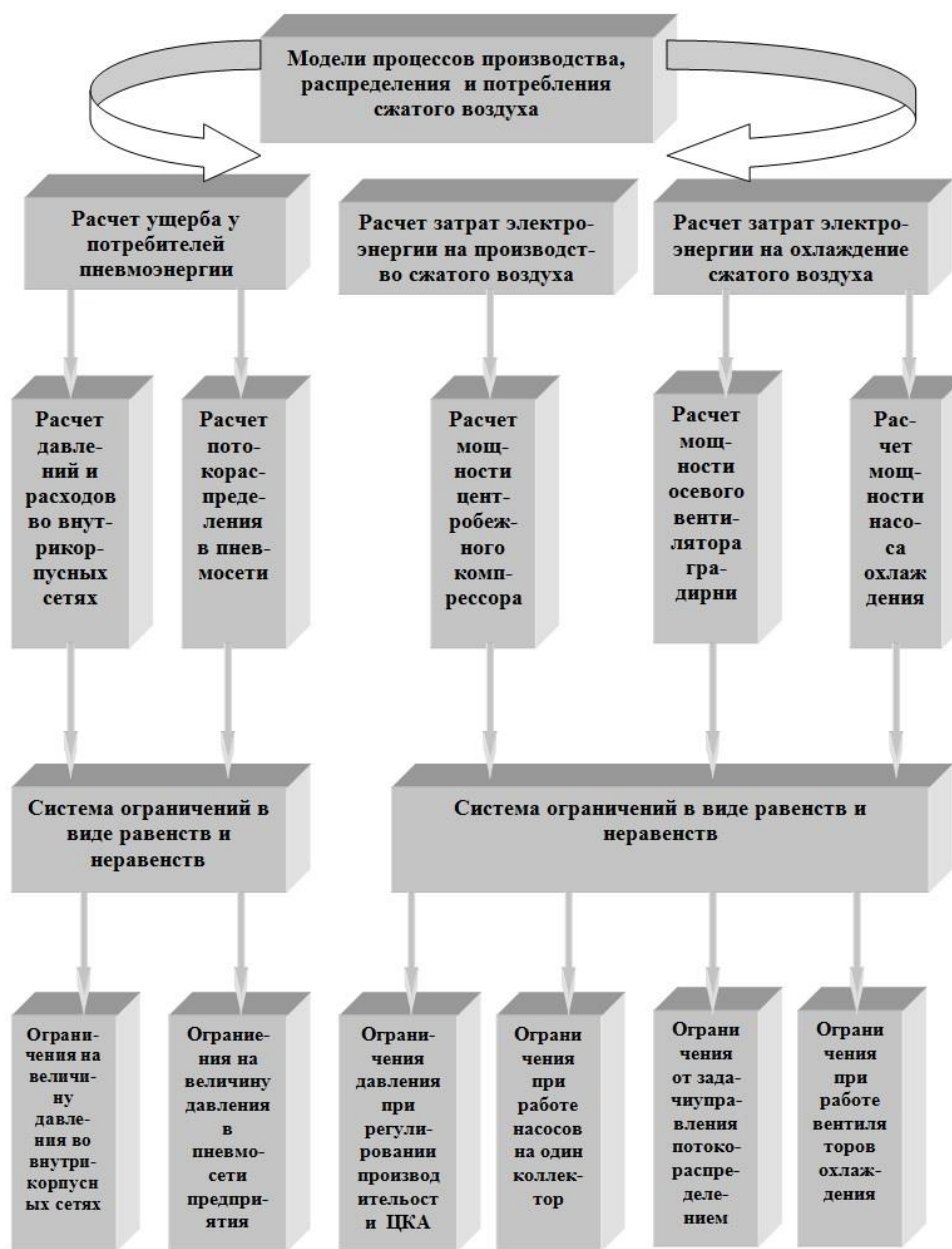 Модели процессов производства,
распределения и потребления
сжатого воздуха
Расчет ущерба у
потребителей
пневмоэнергии
Расчет затрат электро-
энергии на производст-
во сжатого воздуха
Расчет затрат электро-
энергии на охлаждение
сжатого воздуха
Расчет
давле-
ний и
расходов
во внут-
рикор-
пусных
сетях
Расчет
пото-
корас-
преде-
ления
в пнев-
мосети
Расчет
мощ-
ности
цент-
робеж-
ного
комп-
рессора
Расчет
мощ-
ности
осевого
венти-
лятора
гра-
дирни
Рас-
чет
мощ-
ности
насо-
са
охлаж
дения
Система ограничений в
виде равенств и
неравенств
Система ограничений в виде равенств и
неравенств
Ограни-
чения на
величи-
ну
давле-
ния во
внутри-
корпусн
ых сетях
Ограние-
ния на
величину
давления
в
пневмо-
сети
предпри-
ятия
Ограни-
чения
давления
при
регули-
ровании
производ
ительост
и ЦКА
Ограни
чения
при
работе
насосов
на один
коллек-
тор
Ограни
чения
от зада-
чиупра-
вления
потоко-
распре-
деле-
нием
Ограни
чения
при
работе
вентиля
торов
охлаж-
дения